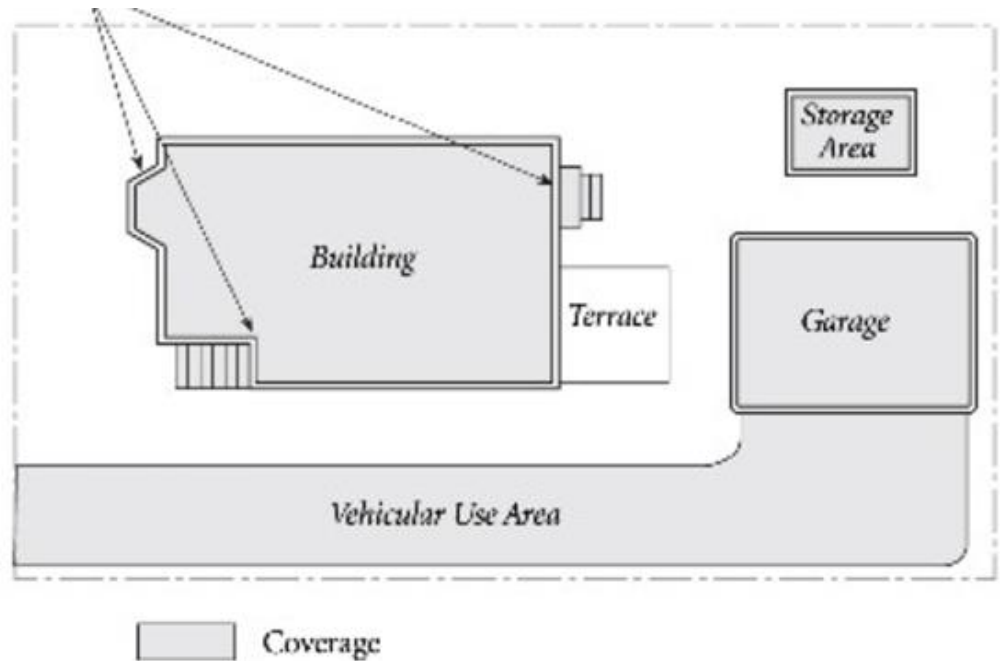 Storage
Area
Building
Terrace
Garage
Vehicular Use Area
Coverage